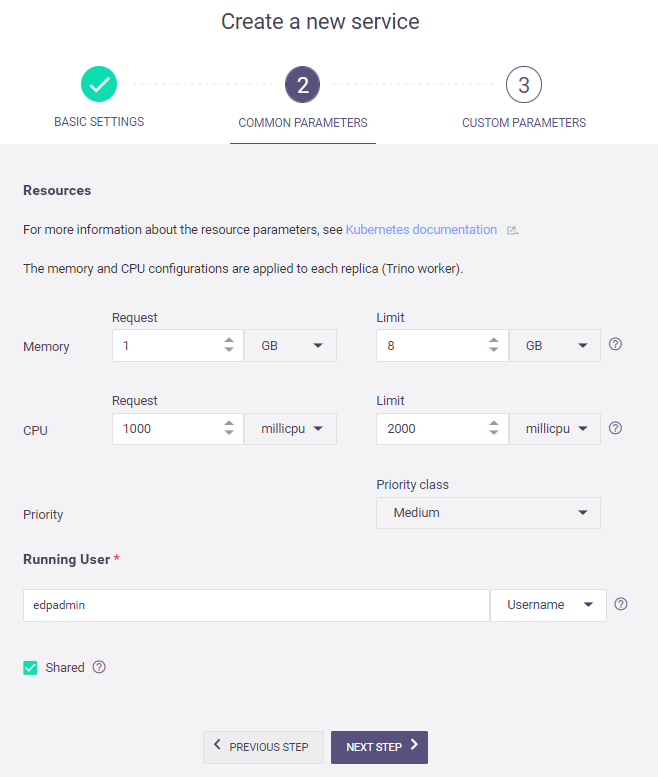 Create a new service
2 3
BASIC SETTINGS COMMON PARAMETERS CUSTOM PARAMETERS
Resources
For more information about the resource parameters, see Kubernetes documentation .
The memory and CPU configurations are applied to each replica (Trino worker).
Request Limit
Memory 1 GB 8 GB ?
Request Limit
CPU 1000 millicpu 2000 millicpu ?
Priority class
Priority Medium
Running User *
edpadmin Username ?
Shared ?
PREVIOUS STEP NEXT STEP